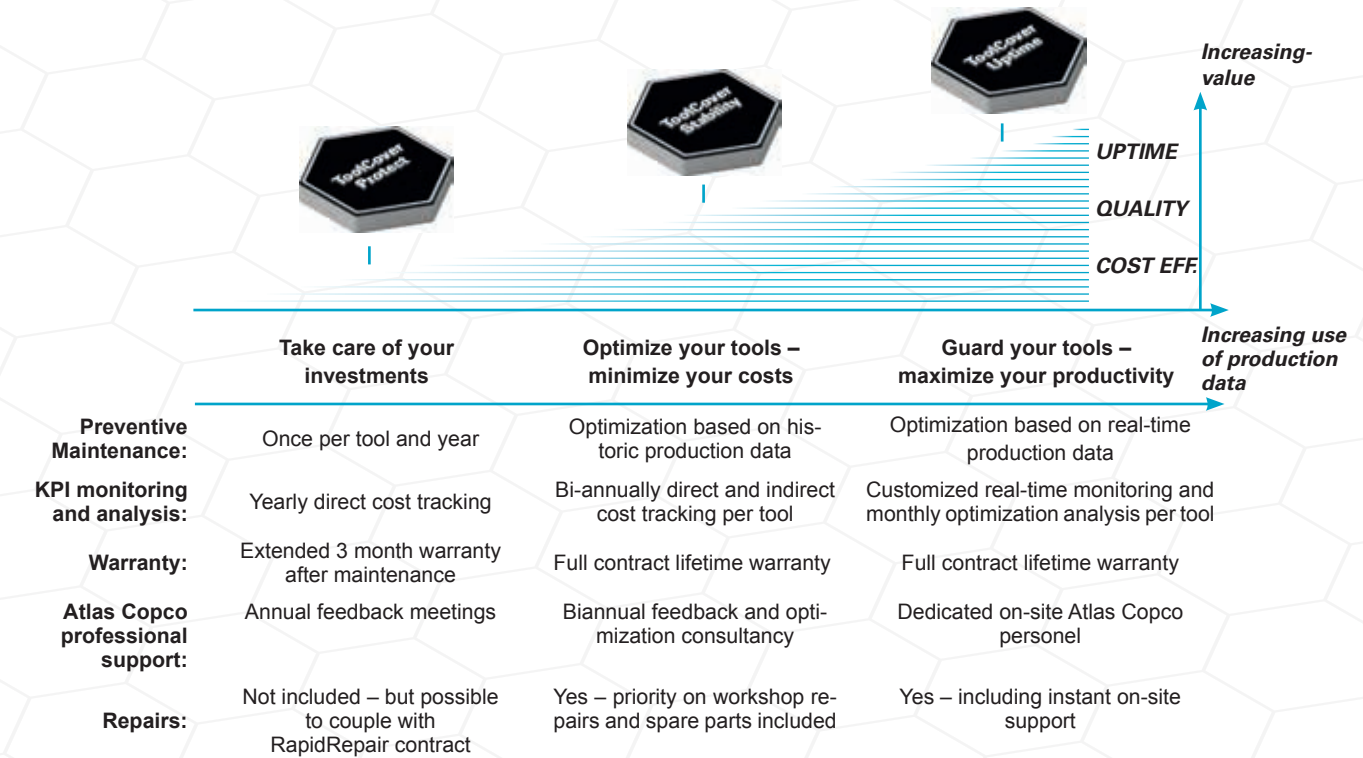 ToolCover
Uptime
Increasing-
value
ToolCover
Stability
ToolCover
Protect
UPTIME
QUALITY
COST EFF.
Increasing use
of production
data
Take care of your
investments
Optimize your tools –
minimize your costs
Guard your tools –
maximize your productivity
Preventive
Maintenance:
Once per tool and year
Optimization based on his-
toric production data
Optimization based on real-time
production data
KPI monitoring
and analysis:
Yearly direct cost tracking
Bi-annually direct and indirect
cost tracking per tool
Customized real-time monitoring and
monthly optimization analysis per tool
Warranty:
Extended 3 month warranty
after maintenance
Full contract lifetime warranty
Full contract lifetime warranty
Atlas Copco
professional
support:
Annual feedback meetings
Biannual feedback and opti-
mization consultancy
Dedicated on-site Atlas Copco
personel
Repairs:
Not included – but possible
to couple with
RapidRepair contract
Yes – priority on workshop re-
pairs and spare parts included
Yes – including instant on-site
support